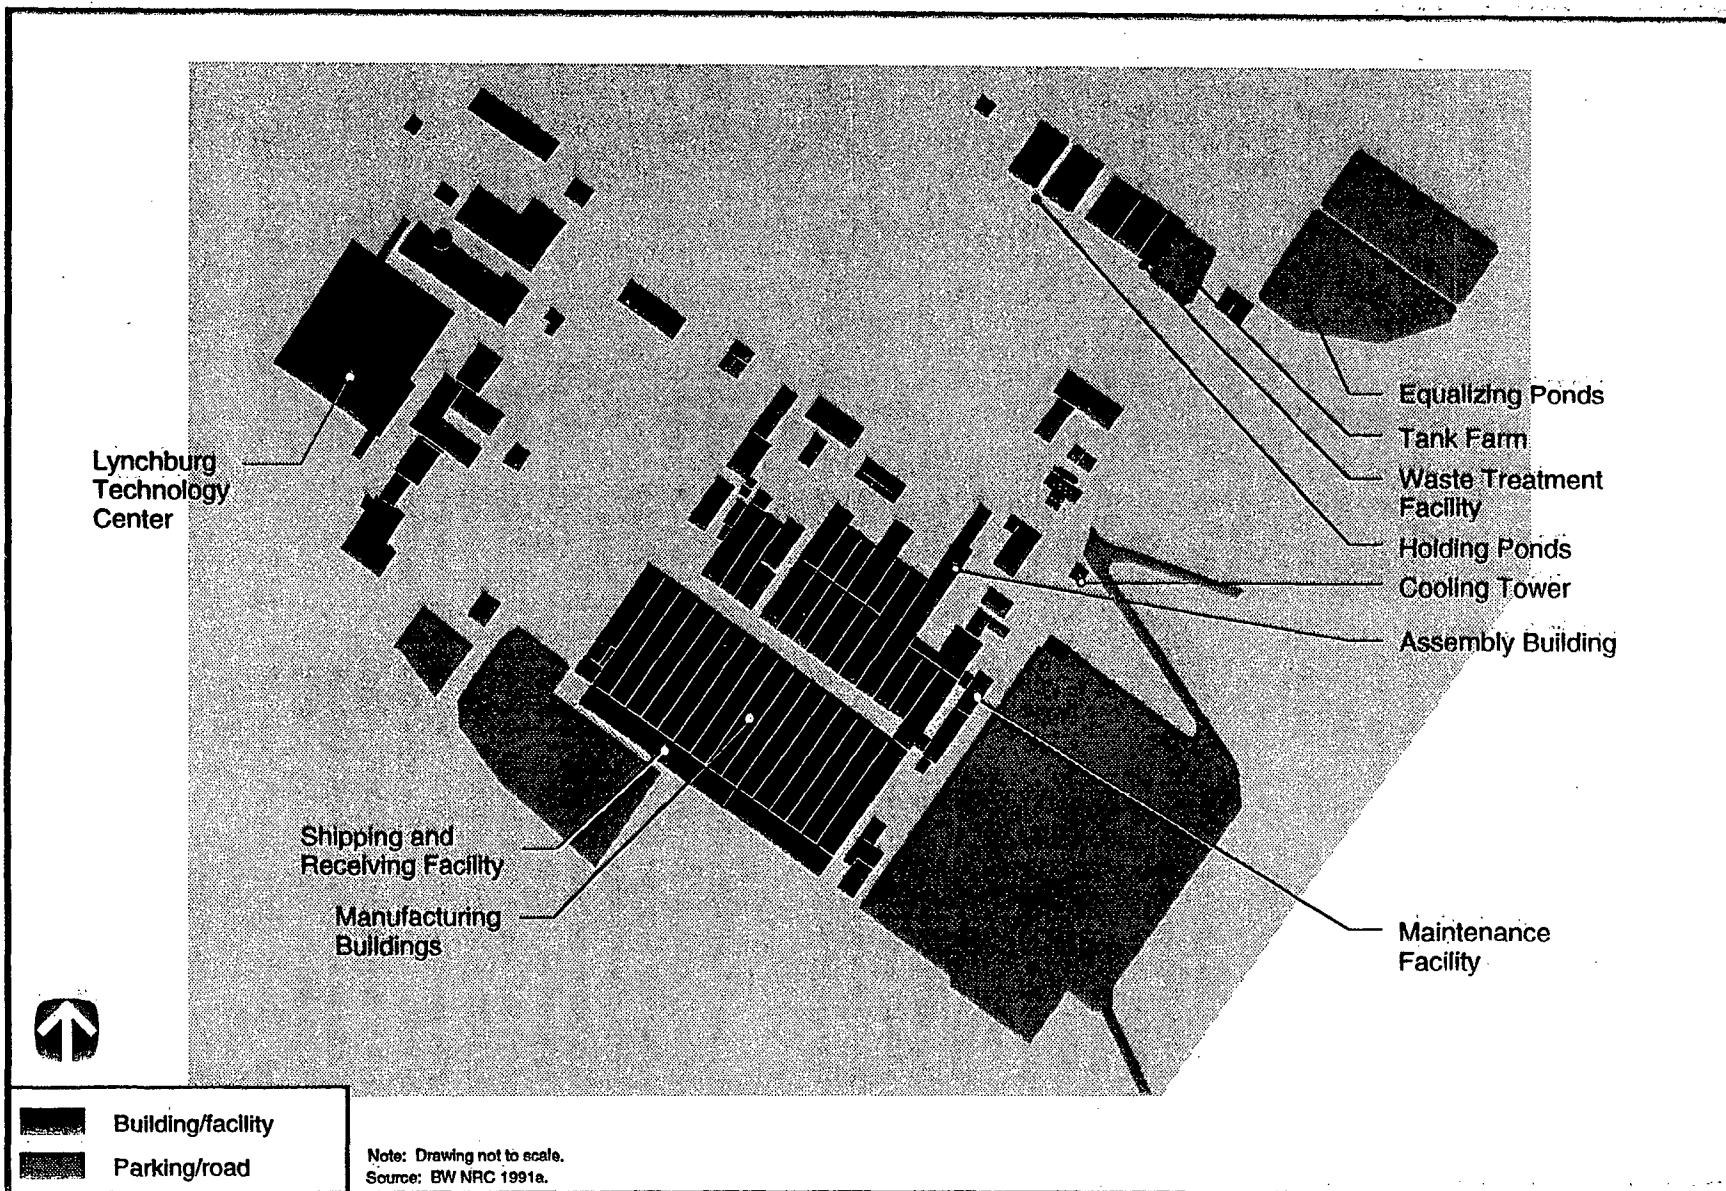 Equalizing Ponds
Tank Farm
Waste Treatment
Facility
Holding Ponds
Cooling Tower
Assembly Building
Lynchburg
Technology
Center
Shipping and
Receiving Facility
Manufacturing
Buildings
Maintenance
Facility
Building/facility
Parking/road
Note: Drawing not to scale.
Source: BW NRC 1991a.